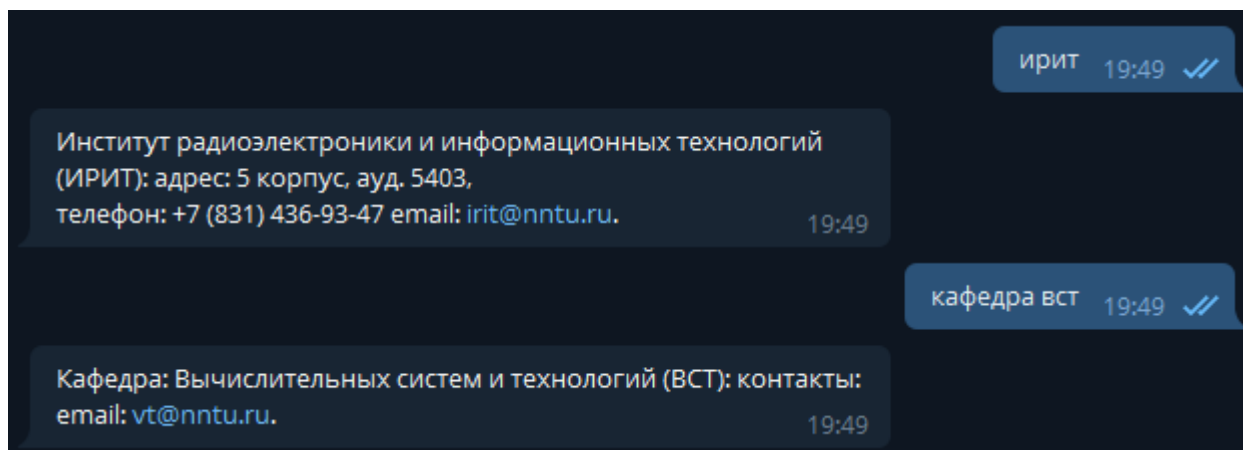 ирит 19:49
Институт радиоэлектроники и информационных технологий
(ИРИТ): адрес: 5 корпус, ауд. 5403,
телефон: +7 (831) 436-93-47 email: irit@nntu.ru.
19:49
кафедра вст 19:49
Кафедра: Вычислительных систем и технологий (ВСТ): контакты:
email: vt@nntu.ru.
19:49